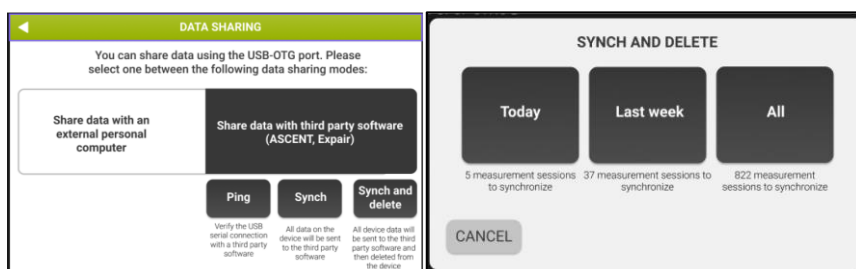 DATA SHARING
You can share data using the USB-OTG port. Please
select one between the following data sharing modes:
Share data with an
external personal
computer
Share data with third party software
(ASCENT, Expair)
Ping
Synch
Synch and
delete
Verify the USB
serial connection
with a third party
software
All data on the
device will be sent
to the third party
software
All device data will
be sent to the third
party software and
then deleted from
the device
SYNCH AND DELETE
Today
Last week
All
5 measurement sessions
to synchronize
37 measurement sessions to
synchronize
822 measurement
sessions to synchronize
CANCEL